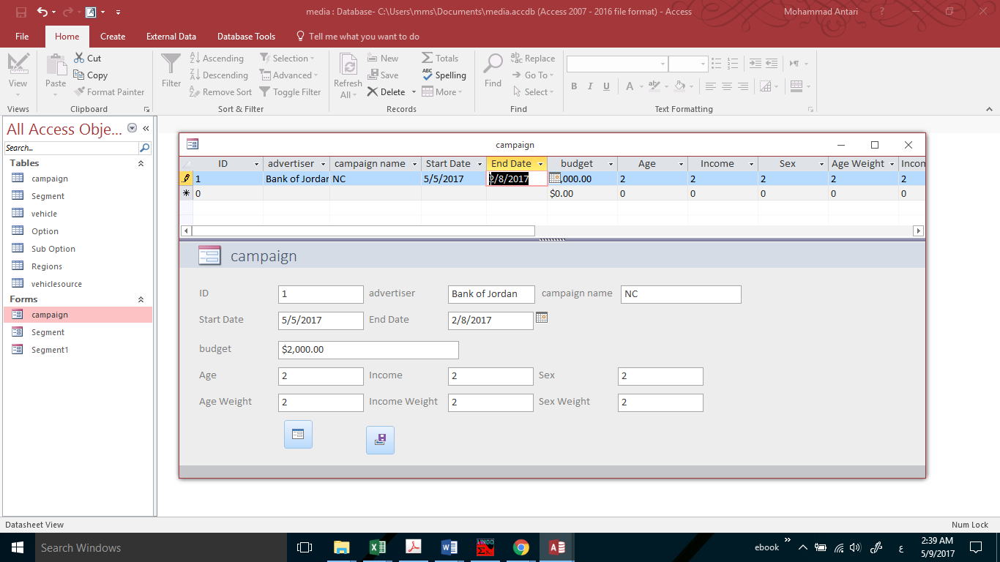 media : Database- C:\Users\mms\Documents\media.accdb (Access 2007 - 2016 file format) - Access
Mohammad Antari
?
File Home Create External Data Database Tools Tell me what you want to do
View
Views
Paste
Cut
Copy
Format Painter
Clipboard
Filter
Ascending
Descending
Remove Sort
Selection
Advanced
Toggle Filter
Sort & Filter
Refresh All
New
Save
Delete
Totals
Spelling
More
Records
Find
Replace
Go To
Select
Find
B I U A
Text Formatting
All Access Obje...
Search...
Tables
campaign
Segment
vehicle
Option
Sub Option
Regions
vehiclesource
Forms
campaign
Segment
Segment1
campaign
ID advertiser campaign name Start Date End Date budget Age Income Sex Age Weight Incon
1 Bank of Jordar NC 5/5/2017 2/8/2017 ,000.00 2 2 2 2 2
0 $0.00 0 0 0 0 0
campaign
ID 1 advertiser Bank of Jordan campaign name NC
Start Date 5/5/2017 End Date 2/8/2017
budget $2,000.00
Age 2 Income 2 Sex 2
Age Weight 2 Income Weight 2 Sex Weight 2
Datasheet View
Num Lock
Search Windows
LINDO
ebook
ع
2:39 AM
5/9/2017